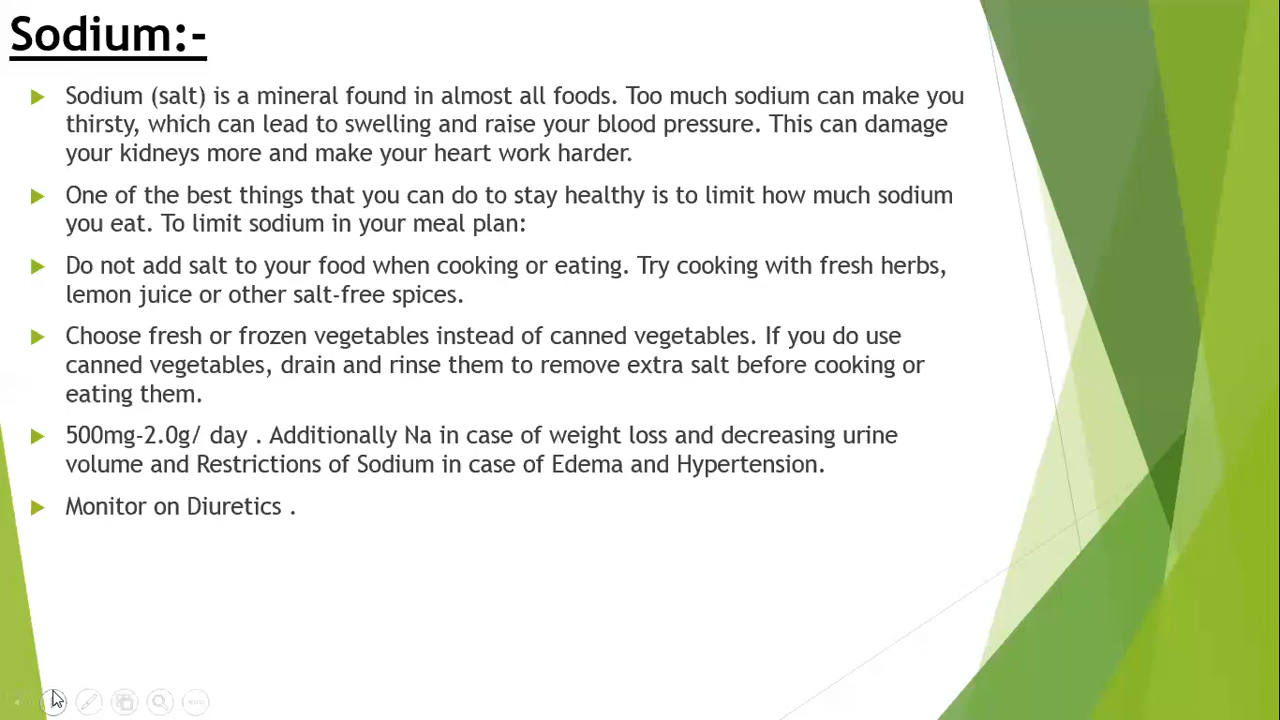 Sodium:-
Sodium (salt) is a mineral found in almost all foods. Too much sodium can make you
thirsty, which can lead to swelling and raise your blood pressure. This can damage
your kidneys more and make your heart work harder.
One of the best things that you can do to stay healthy is to limit how much sodium
you eat. To limit sodium in your meal plan:
Do not add salt to your food when cooking or eating. Try cooking with fresh herbs,
lemon juice or other salt-free spices.
Choose fresh or frozen vegetables instead of canned vegetables. If you do use
canned vegetables, drain and rinse them to remove extra salt before cooking or
eating them.
500mg-2.0g/ day . Additionally Na in case of weight loss and decreasing urine
volume and Restrictions of Sodium in case of Edema and Hypertension.
Monitor on Diuretics .